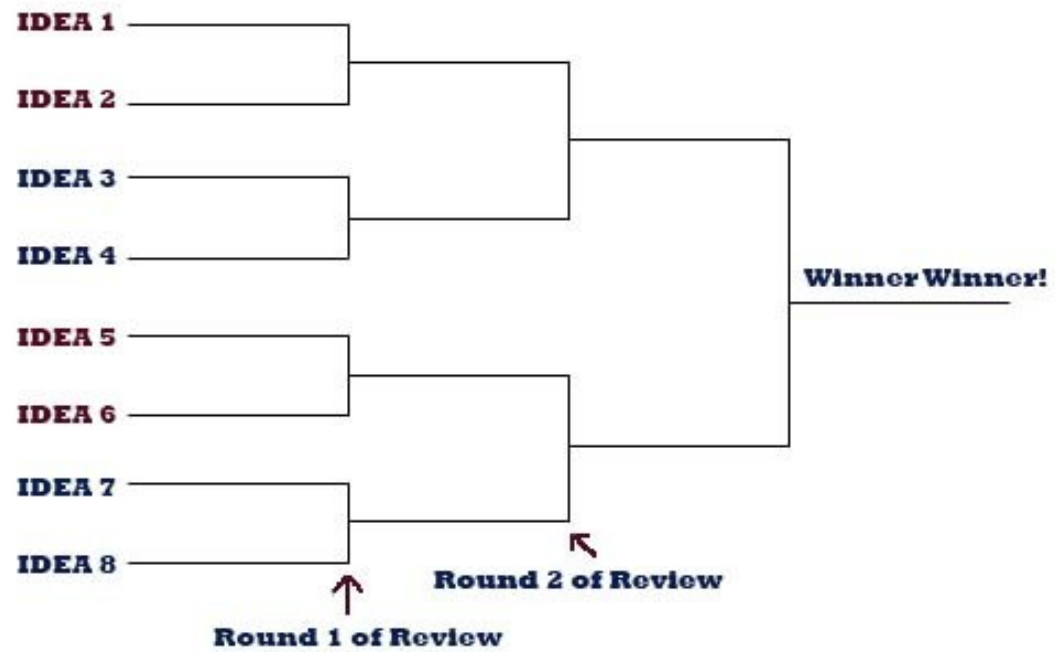 IDEA 1
IDEA 2
IDEA 3
IDEA 4
Winner Winner!
IDEA 5
IDEA 6
IDEA 7
IDEA 8
Round 2 of Review
Round 1 of Review